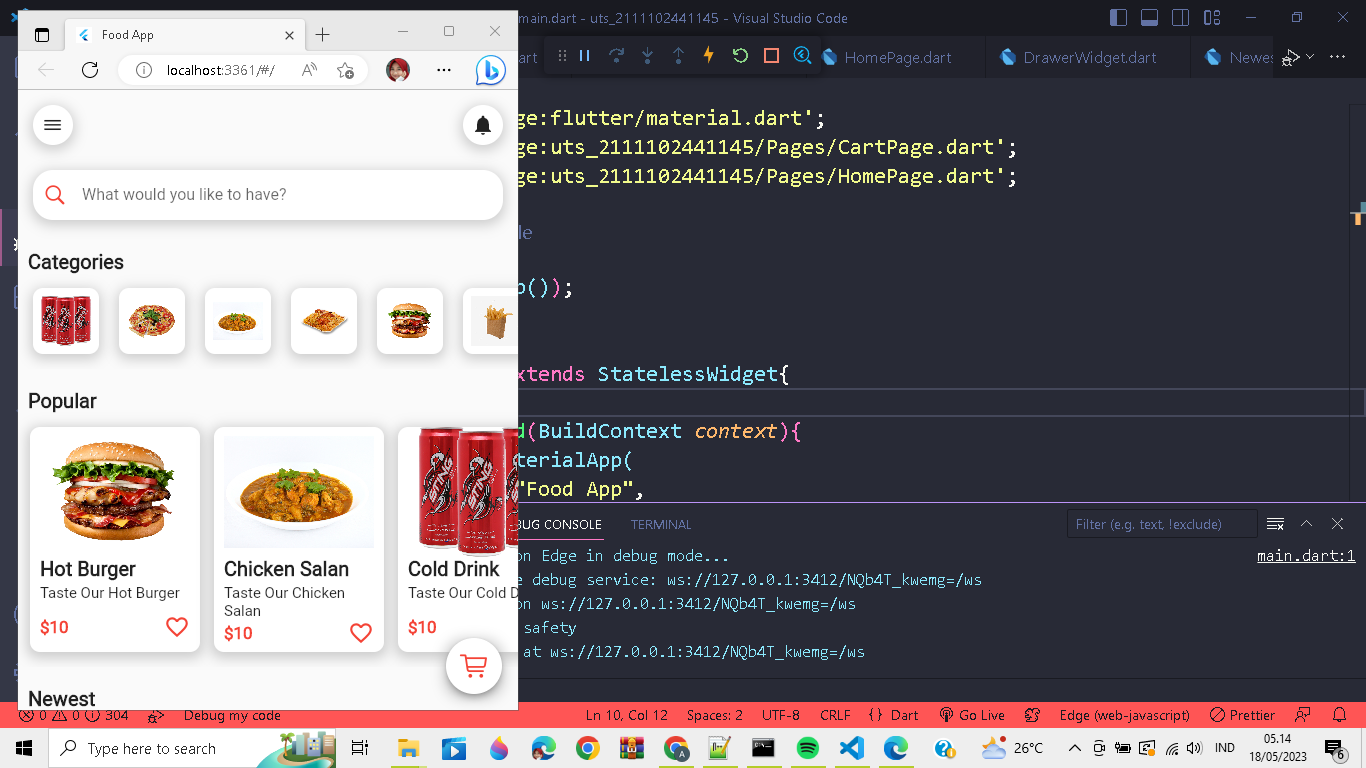 main.dart - uts_2111102441145 - Visual Studio Code
Food App
localhost:3361/#/
dart
HomePage.dart
DrawerWidget.dart
Newes
What would you like to have?
Categories
Popular
Hot Burger
Taste Our Hot Burger
$10
Chicken Salan
Taste Our Chicken
Salan
$10
STING
Cold Drink
Taste Our Cold D
$10
Newest
ge:flutter/material.dart';
ge:uts_2111102441145/Pages/CartPage.dart';
ge:uts_2111102441145/Pages/HomePage.dart';
le
p());
xtends StatelessWidget{
d(BuildContext context){
terialApp(
"Food App",
BUG CONSOLE
TERMINAL
Filter (e.g. text, !exclude)
on Edge in debug mode...
main.dart:1
e debug service: ws://127.0.0.1:3412/NQb4T_kwemg=/ws
on ws://127.0.0.1:3412/NQb4T_kwemg=/ws
safety
at ws://127.0.0.1:3412/NQb4T_kwemg=/ws
0 0 304
Debug my code
Ln 10, Col 12
Spaces: 2
UTF-8
CRLF
{ } Dart
Go Live
Edge (web-javascript)
Prettier
Type here to search
26°C
IND
05.14
18/05/2023
6